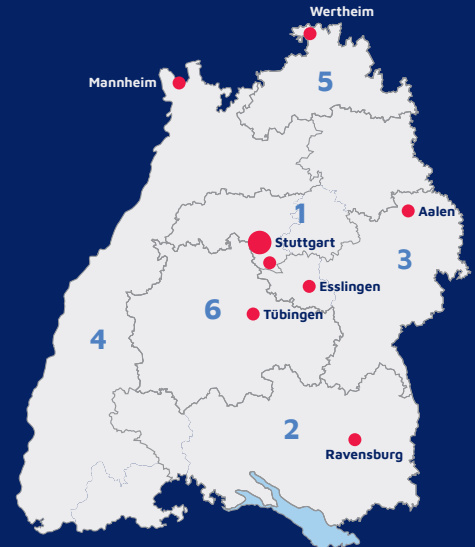 Wertheim
5
Mannheim
1
Aalen
Stuttgart
3
Esslingen
6
Tübingen
4
2
Ravensburg